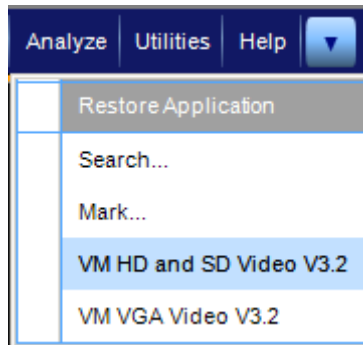 Analyze Utilities Help
Restore Application
Search...
Mark...
VM HD and SD Video V3.2
VM VGA Video V3.2